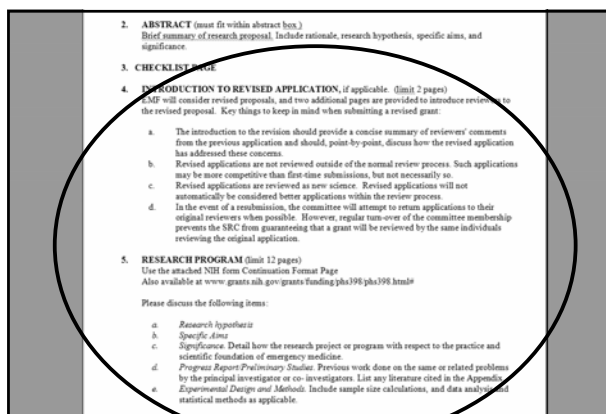 2. ABSTRACT (must fit within abstract box.)
Brief summary of research proposal. Include rationale, research hypothesis, specific aims, and
significance.
3. CHECKLIST PAGE
4. INTRODUCTION TO REVISED APPLICATION, if applicable. (limit 2 pages)
EMF will consider revised proposals, and two additional pages are provided to introduce reviewers to
the revised proposal. Key things to keep in mind when submitting a revised grant:
a. The introduction to the revision should provide a concise summary of reviewers' comments
from the previous application and should, point-by-point, discuss how the revised application
has addressed these concerns.
b. Revised applications are not reviewed outside of the normal review process. Such applications
may be more competitive than first-time submissions, but not necessarily so.
c. Revised applications are reviewed as new science. Revised applications will not
automatically be considered better applications within the review process.
d. In the event of a resubmission, the committee will attempt to return applications to their
original reviewers when possible. However, regular turn-over of the committee membership
prevents the SRC from guaranteeing that a grant will be reviewed by the same individuals
reviewing the original application.
5. RESEARCH PROGRAM (limit 12 pages)
Use the attached NIH form Continuation Format Page
Also available at www.grants.nih.gov/grants/funding/phs398/phs398.html#
Please discuss the following items:
a. Research hypothesis
b. Specific Aims
c. Significance. Detail how the research project or program with respect to the practice and
scientific foundation of emergency medicine.
d. Progress Report/Preliminary Studies. Previous work done on the same or related problems
by the principal investigator or co- investigators. List any literature cited in the Appendix.
e. Experimental Design and Methods. Include sample size calculations, and data analysis and
statistical methods as applicable.